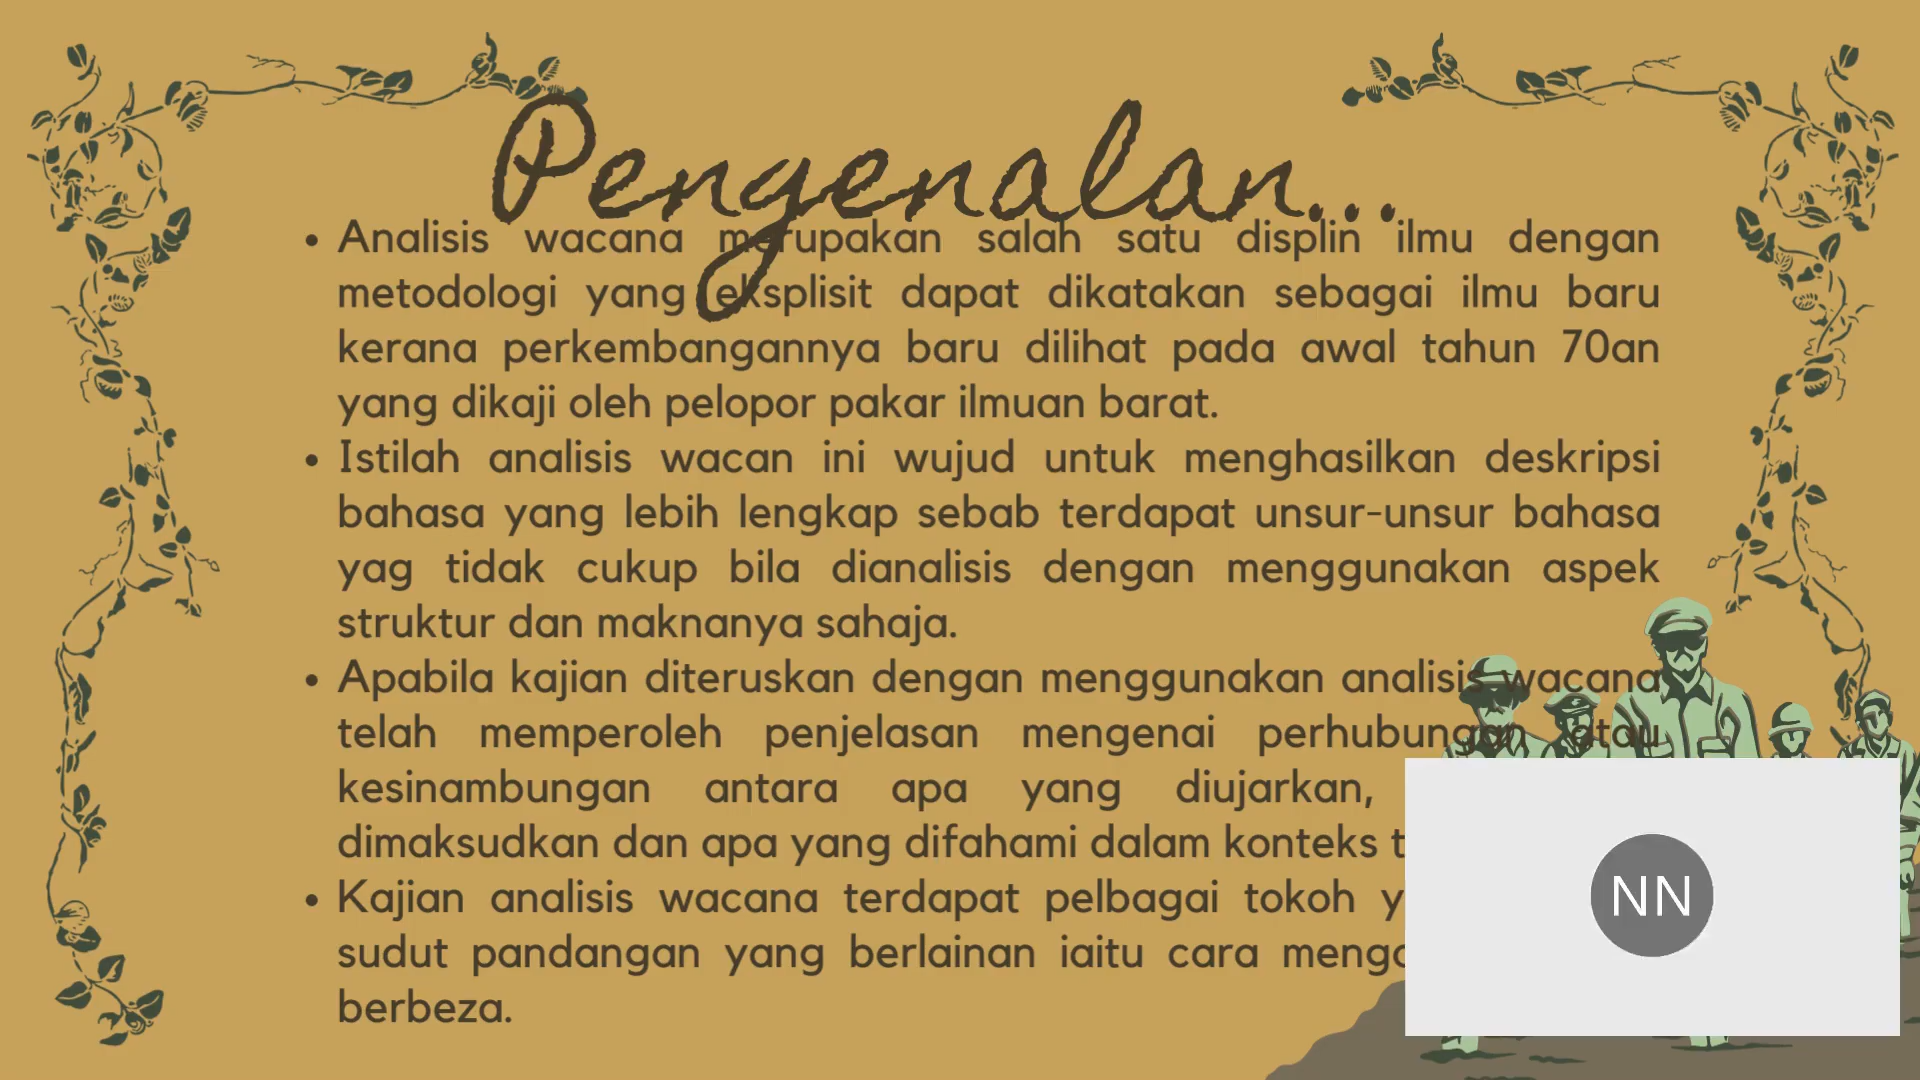 Pengenalan...
• Analisis wacana merupakan salah satu displin ilmu dengan
metodologi yang eksplisit dapat dikatakan sebagai ilmu baru
kerana perkembangannya baru dilihat pada awal tahun 70an
yang dikaji oleh pelopor pakar ilmuan barat.
• Istilah analisis wacan ini wujud untuk menghasilkan deskripsi
bahasa yang lebih lengkap sebab terdapat unsur-unsur bahasa
yag tidak cukup bila dianalisis dengan menggunakan aspek
struktur dan maknanya sahaja.
• Apabila kajian diteruskan dengan menggunakan analisis wacana
telah memperoleh penjelasan mengenai perhubungan atau
kesinambungan antara apa yang diujarkan,
dimaksudkan dan apa yang difahami dalam konteks
• Kajian analisis wacana terdapat pelbagai tokoh
sudut pandangan yang berlainan iaitu cara
berbeza.
NN